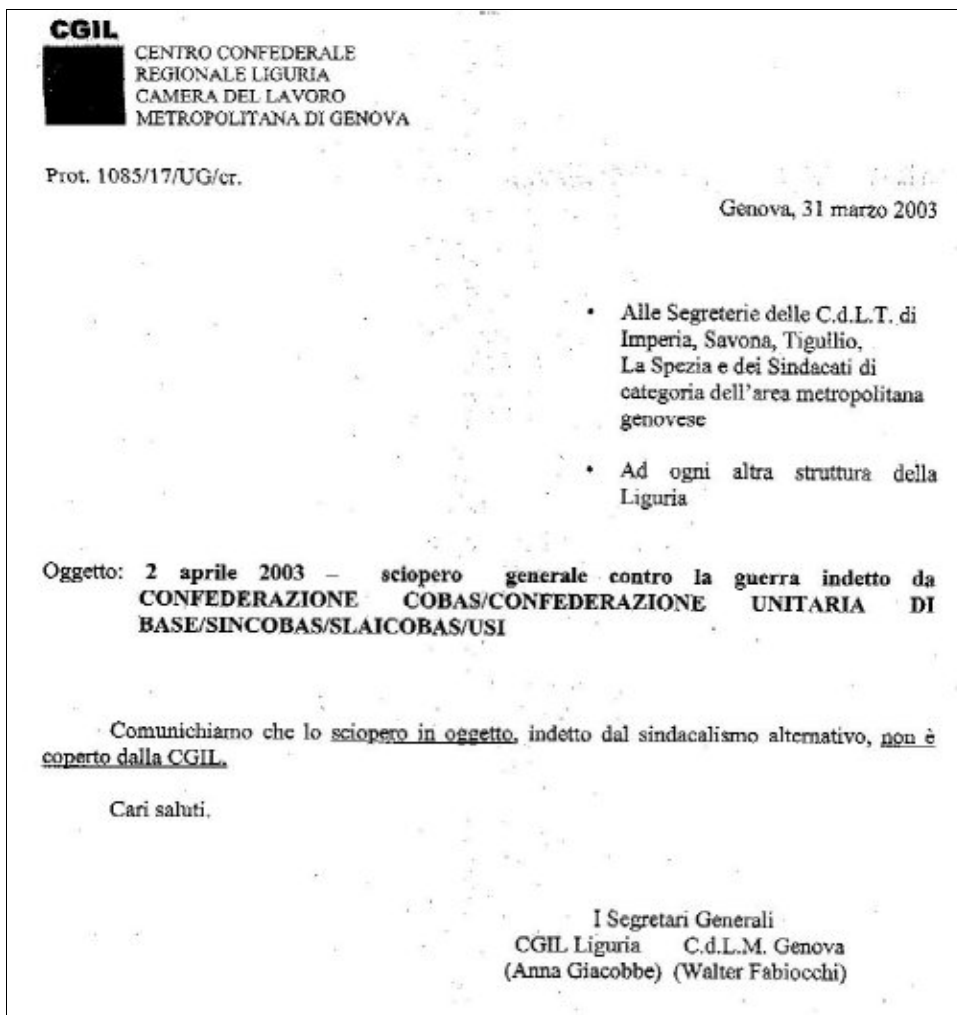 CGIL
CENTRO CONFEDERALE
REGIONALE LIGURIA
CAMERA DEL LAVORO
METROPOLITANA DI GENOVA
Prot. 1085/17/UG/cr.
Genova, 31 marzo 2003
• Alle Segreterie delle C.d.L.T. di
Imperia, Savona, Tigullio,
La Spezia e dei Sindacati di
categoria dell'area metropolitana
genovese
• Ad ogni altra struttura della
Liguria
Oggetto: 2 aprile 2003 – sciopero generale contro la guerra indetto da
CONFEDERAZIONE COBAS/CONFEDERAZIONE UNITARIA DI
BASE/SINCOBAS/SLAICOBAS/USI
Comunichiamo che lo sciopero in oggetto, indetto dal sindacalismo alternativo, non è
coperto dalla CGIL.
Cari saluti.
I Segretari Generali
CGIL Liguria C.d.L.M. Genova
(Anna Giacobbe) (Walter Fabiocchi)